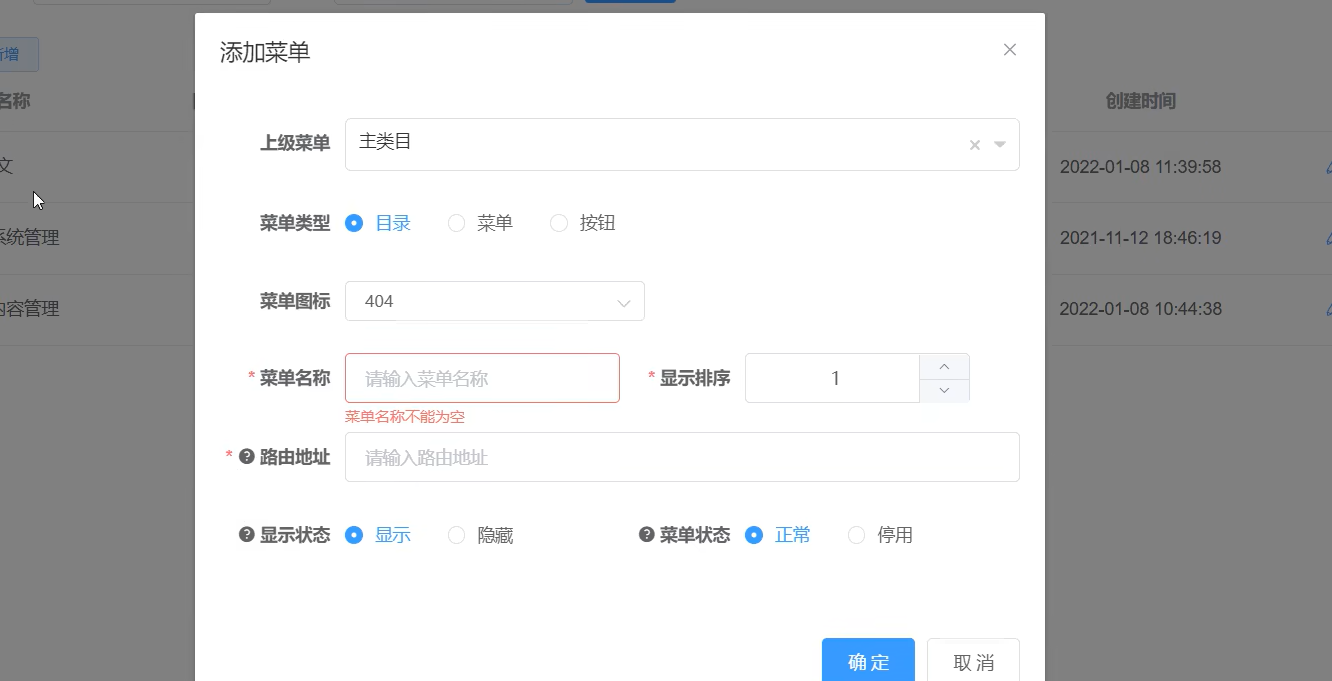 添加菜单
新增
名称
创建时间
上级菜单 主类目
文
2022-01-08 11:39:58
菜单类型 目录 菜单 按钮
系统管理
2021-11-12 18:46:19
菜单图标 404
内容管理
2022-01-08 10:44:38
* 菜单名称 请输入菜单名称 * 显示排序 1
菜单名称不能为空
* 路由地址 请输入路由地址
显示状态 显示 隐藏 菜单状态 正常 停用
确 定 取 消